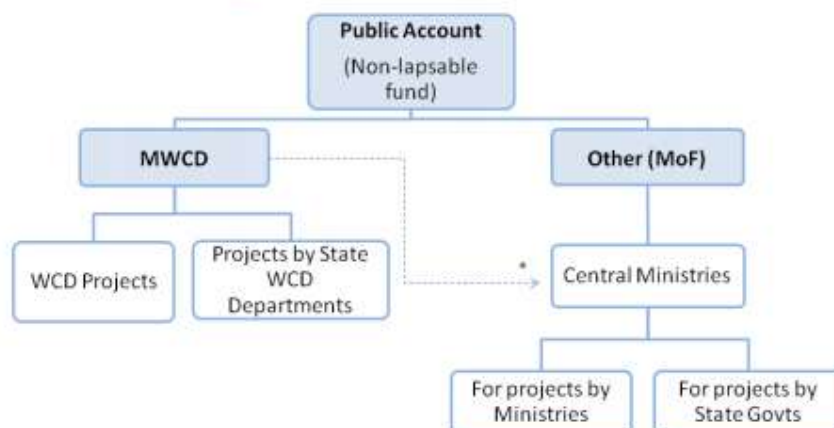 Public Account
(Non-lapsable
fund)
MWCD
Other (MoF)
WCD Projects
Projects by State
WCD
Departments
*
Central Ministries
For projects by
Ministries
For projects by
State Govts